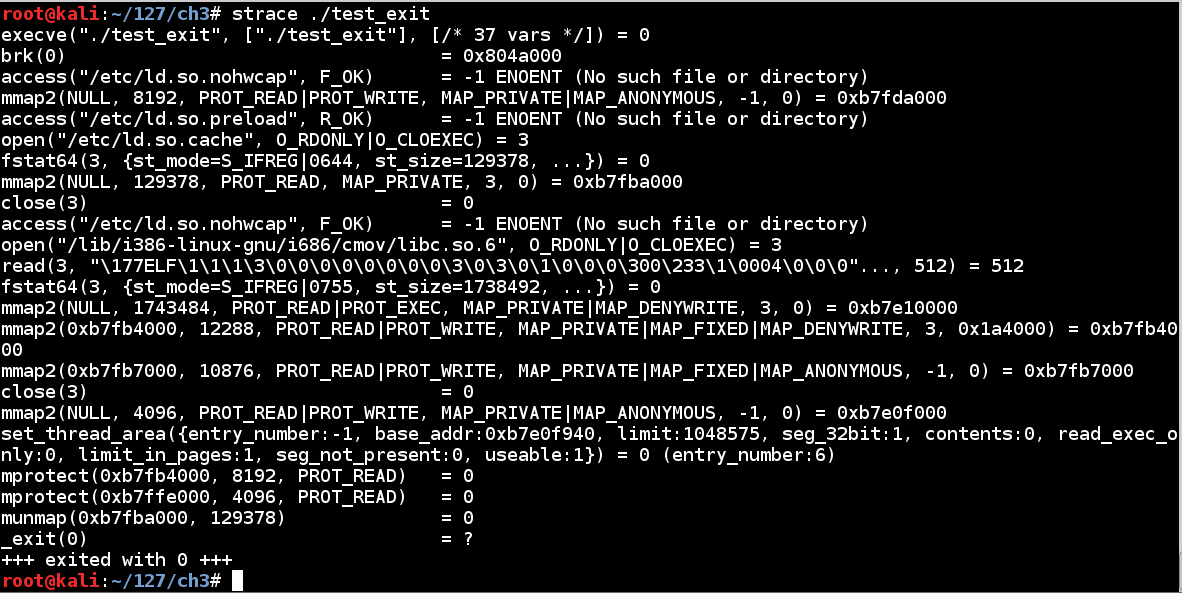 root@kali:~/127/ch3# strace ./test_exit
execve("./test_exit", ["./test_exit"], [/* 37 vars */]) = 0
brk(0)                                  = 0x804a000
access("/etc/ld.so.nohwcap", F_OK)      = -1 ENOENT (No such file or directory)
mmap2(NULL, 8192, PROT_READ|PROT_WRITE, MAP_PRIVATE|MAP_ANONYMOUS, -1, 0) = 0xb7fda000
access("/etc/ld.so.preload", R_OK)      = -1 ENOENT (No such file or directory)
open("/etc/ld.so.cache", O_RDONLY|O_CLOEXEC) = 3
fstat64(3, {st_mode=S_IFREG|0644, st_size=129378, ...}) = 0
mmap2(NULL, 129378, PROT_READ, MAP_PRIVATE, 3, 0) = 0xb7fba000
close(3)                                = 0
access("/etc/ld.so.nohwcap", F_OK)      = -1 ENOENT (No such file or directory)
open("/lib/i386-linux-gnu/i686/cmov/libc.so.6", O_RDONLY|O_CLOEXEC) = 3
read(3, "\177ELF\1\1\1\3\0\0\0\0\0\0\0\0\3\0\3\0\1\0\0\0\300\233\1\0004\0\0\0"..., 512) = 512
fstat64(3, {st_mode=S_IFREG|0755, st_size=1738492, ...}) = 0
mmap2(NULL, 1743484, PROT_READ|PROT_EXEC, MAP_PRIVATE|MAP_DENYWRITE, 3, 0) = 0xb7e10000
mmap2(0xb7fb4000, 12288, PROT_READ|PROT_WRITE, MAP_PRIVATE|MAP_FIXED|MAP_DENYWRITE, 3, 0x1a4000) = 0xb7fb40
00
mmap2(0xb7fb7000, 10876, PROT_READ|PROT_WRITE, MAP_PRIVATE|MAP_FIXED|MAP_ANONYMOUS, -1, 0) = 0xb7fb7000
close(3)                                = 0
mmap2(NULL, 4096, PROT_READ|PROT_WRITE, MAP_PRIVATE|MAP_ANONYMOUS, -1, 0) = 0xb7e0f000
set_thread_area({entry_number:-1, base_addr:0xb7e0f940, limit:1048575, seg_32bit:1, contents:0, read_exec_o
nly:0, limit_in_pages:1, seg_not_present:0, useable:1}) = 0 (entry_number:6)
mprotect(0xb7fb4000, 8192, PROT_READ)   = 0
mprotect(0xb7ffe000, 4096, PROT_READ)   = 0
munmap(0xb7fba000, 129378)              = 0
_exit(0)                                = ?
+++ exited with 0 +++
root@kali:~/127/ch3#